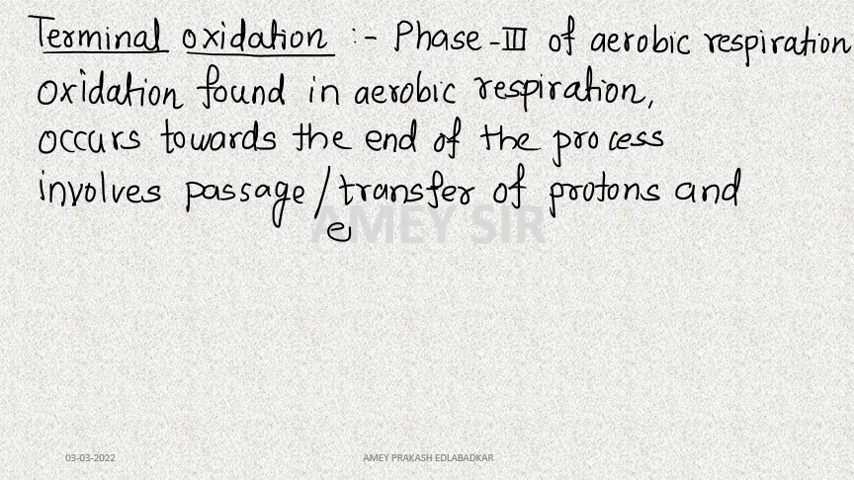 Terminal oxidation :- Phase-III of aerobic respiration
oxidation found in aerobic respiration,
occurs towards the end of the process
involves passage/transfer of protons and
e
AMEY SIR
03-03-2022 AMEY PRAKASH EDLABADKAR